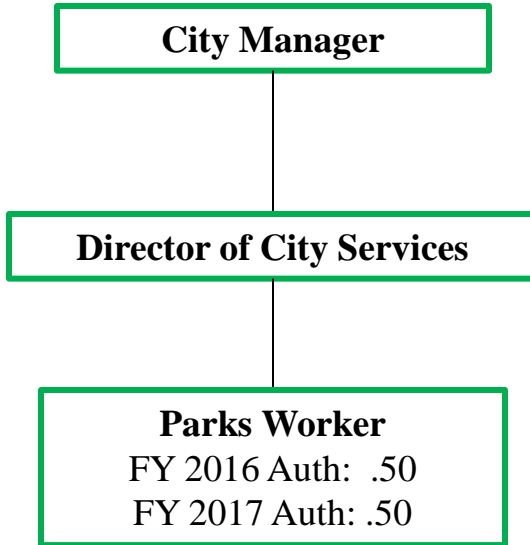 City Manager
Director of City Services
Parks Worker
FY 2016 Auth:  .50
FY 2017 Auth: .50